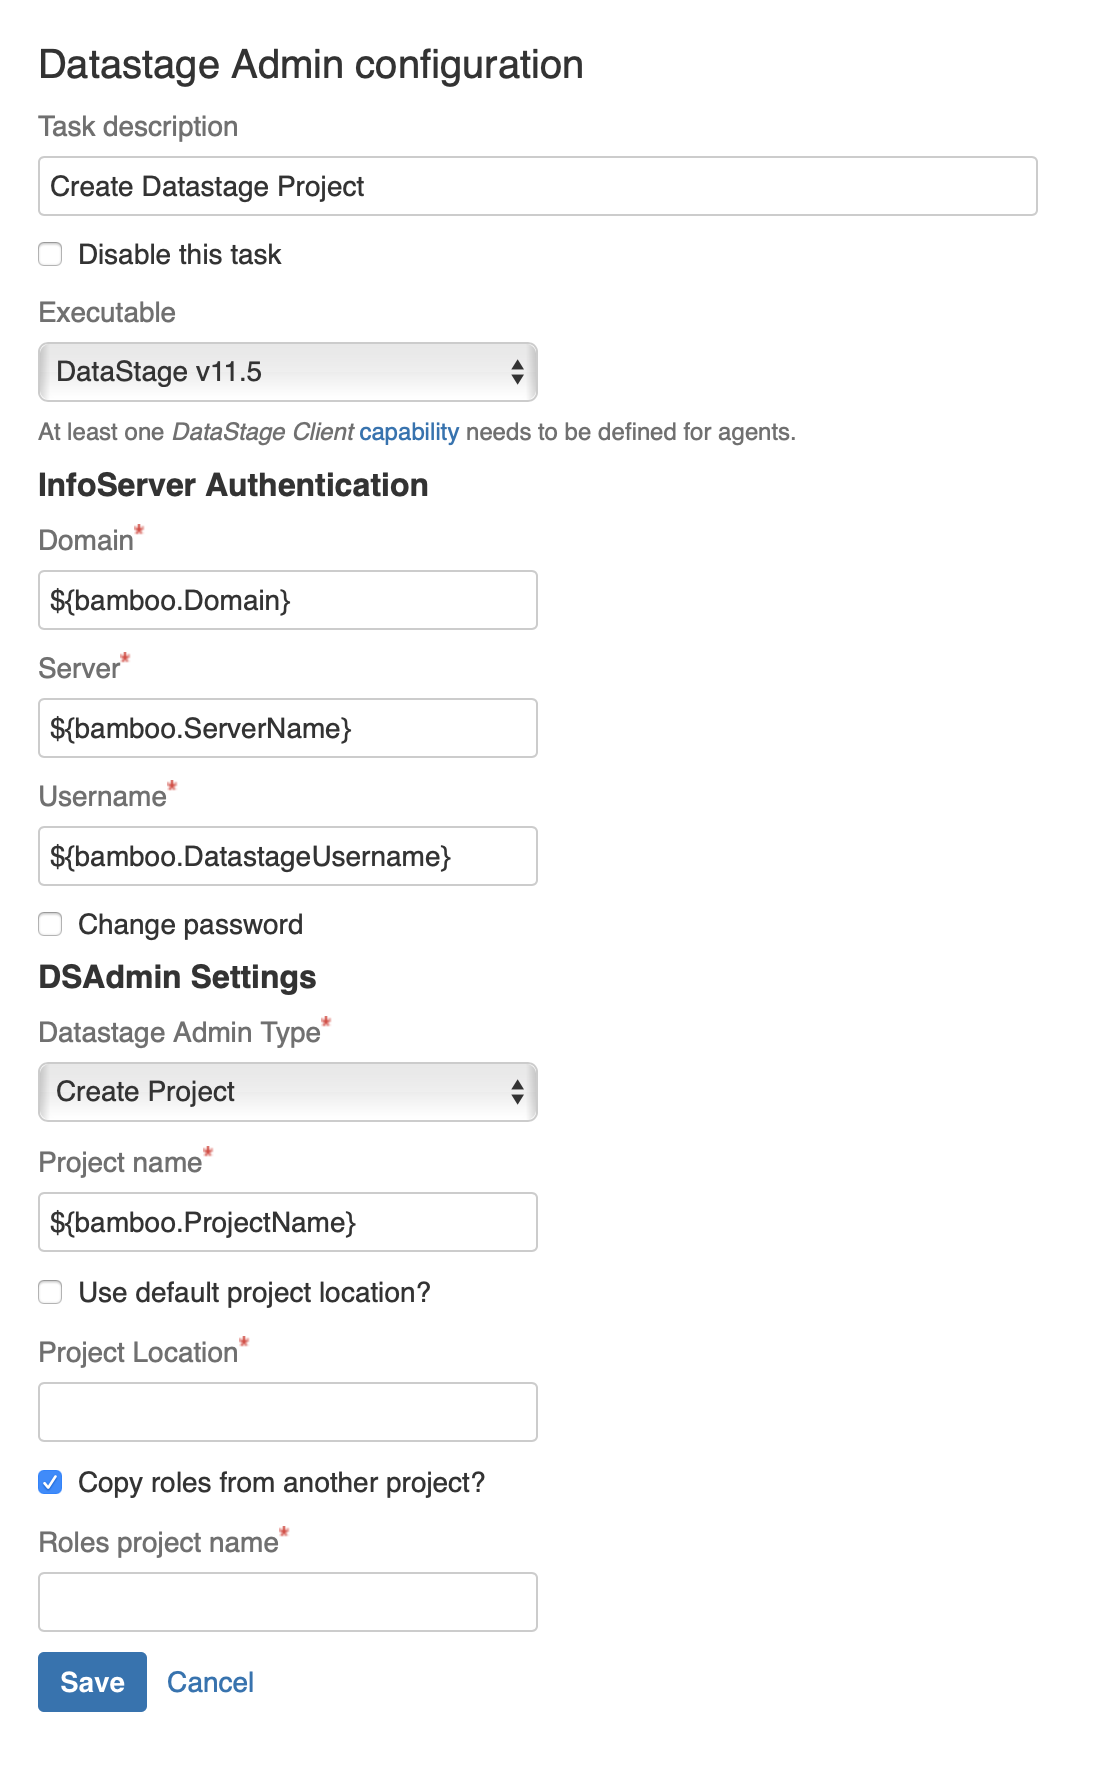 Datastage Admin configuration
Task description
Create Datastage Project
Disable this task
Executable
DataStage v11.5
At least one DataStage Client capability needs to be defined for agents.
InfoServer Authentication
Domain*
${bamboo.Domain}
Server*
${bamboo.ServerName}
Username*
${bamboo.DatastageUsername}
Change password
DSAdmin Settings
Datastage Admin Type*
Create Project
Project name*
${bamboo.ProjectName}
Use default project location?
Project Location*
Copy roles from another project?
Roles project name*
Save Cancel